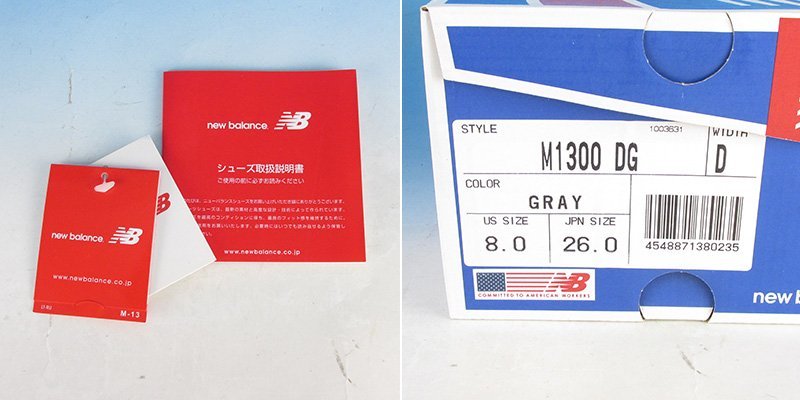 new balance. NB
シューズ取扱説明書
ご使用の前に必ずお読みください
new balance. NB
www.newbalance.co.jp
www.newbalance.co.jp
M-13
STYLE
1003631
WIDTH
M1300 DG
D
COLOR
GRAY
US SIZE
JPN SIZE
8.0
26.0
4548871380235
NB
COMMITTED TO AMERICAN WORKERS
new b